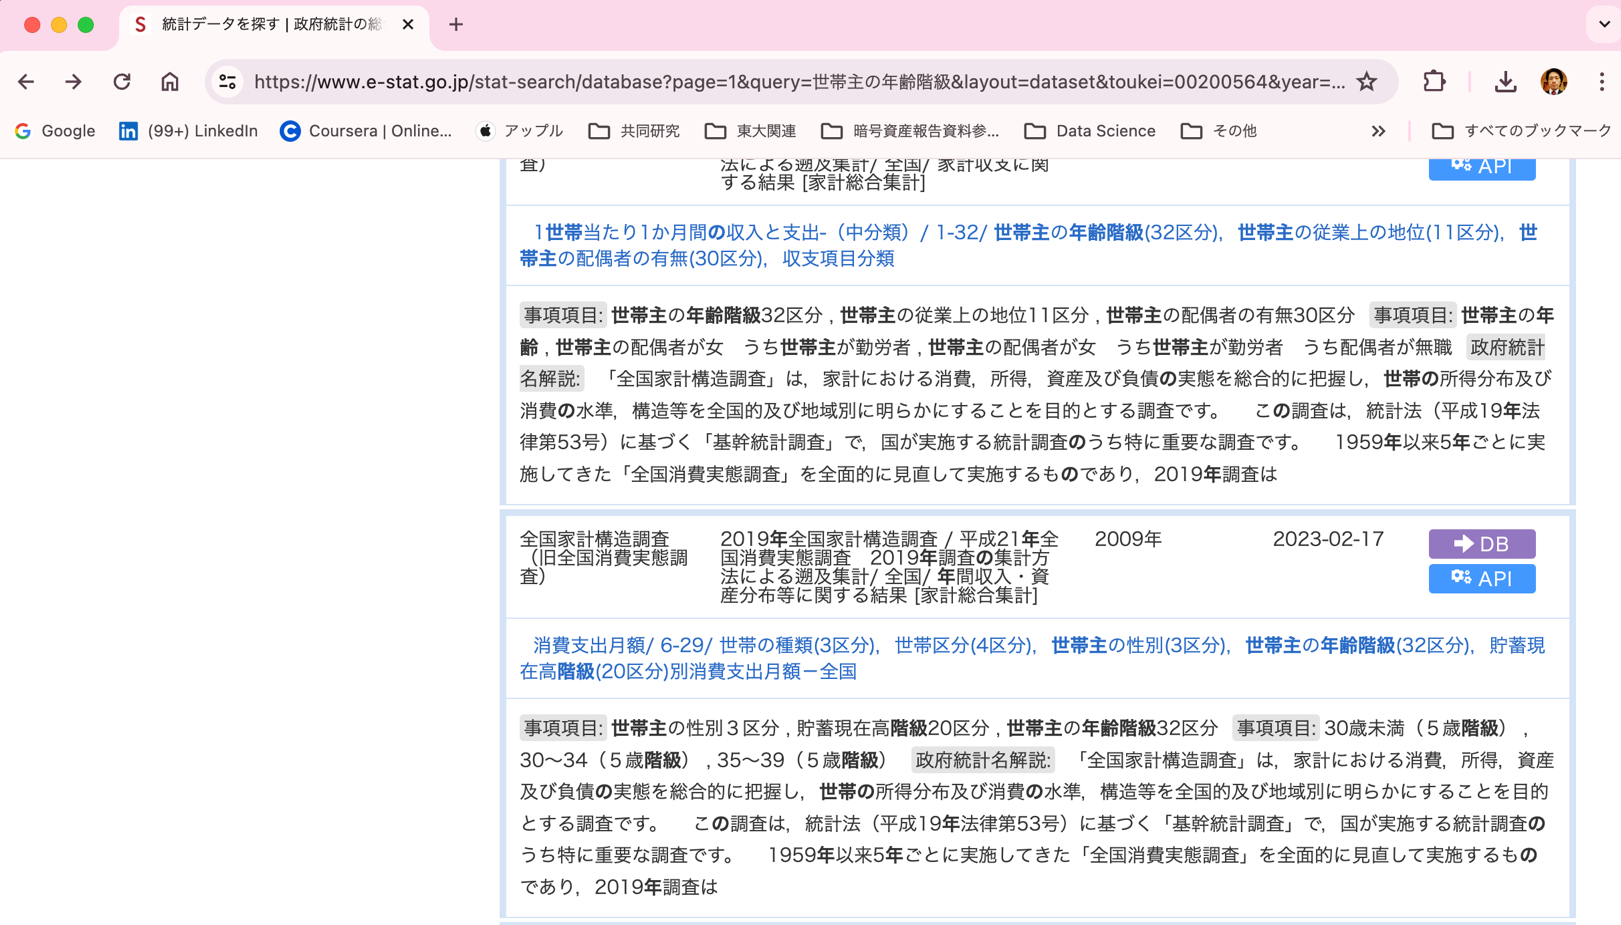 統計データを探す | 政府統計の総
https://www.e-stat.go.jp/stat-search/database?page=1&query=世帯主の年齢階級&layout=dataset&toukei=00200564&year=...
Google
(99+) LinkedIn
Coursera | Online...
アップル
共同研究
東大関連
暗号資産報告資料参...
Data Science
その他
»
すべてのブックマーク
査）
法による遡及集計/ 全国/ 家計収支に関
する結果 [家計総合集計]
API
1世帯当たり1か月間の収入と支出-（中分類）/ 1-32/ 世帯主の年齢階級(32区分)，世帯主の従業上の地位(11区分)，世
帯主の配偶者の有無(30区分)，収支項目分類
事項項目: 世帯主の年齢階級32区分 , 世帯主の従業上の地位11区分 , 世帯主の配偶者の有無30区分 事項項目: 世帯主の年
齢 , 世帯主の配偶者が女　うち世帯主が勤労者 , 世帯主の配偶者が女　うち世帯主が勤労者　うち配偶者が無職 政府統計
名解説: 「全国家計構造調査」は，家計における消費，所得，資産及び負債の実態を総合的に把握し，世帯の所得分布及び
消費の水準，構造等を全国的及び地域別に明らかにすることを目的とする調査です。　この調査は，統計法（平成19年法
律第53号）に基づく「基幹統計調査」で，国が実施する統計調査のうち特に重要な調査です。　1959年以来5年ごとに実
施してきた「全国消費実態調査」を全面的に見直して実施するものであり，2019年調査は
全国家計構造調査
（旧全国消費実態調
査）
2019年全国家計構造調査 / 平成21年全
国消費実態調査　2019年調査の集計方
法による遡及集計/ 全国/ 年間収入・資
産分布等に関する結果 [家計総合集計]
2009年
2023-02-17
DB
API
消費支出月額/ 6-29/ 世帯の種類(3区分)，世帯区分(4区分)，世帯主の性別(3区分)，世帯主の年齢階級(32区分)，貯蓄現
在高階級(20区分)別消費支出月額－全国
事項項目: 世帯主の性別３区分 , 貯蓄現在高階級20区分 , 世帯主の年齢階級32区分 事項項目: 30歳未満（５歳階級） ,
30～34（５歳階級） , 35～39（５歳階級） 政府統計名解説: 「全国家計構造調査」は，家計における消費，所得，資産
及び負債の実態を総合的に把握し，世帯の所得分布及び消費の水準，構造等を全国的及び地域別に明らかにすることを目的
とする調査です。　この調査は，統計法（平成19年法律第53号）に基づく「基幹統計調査」で，国が実施する統計調査の
うち特に重要な調査です。　1959年以来5年ごとに実施してきた「全国消費実態調査」を全面的に見直して実施するもの
であり，2019年調査は